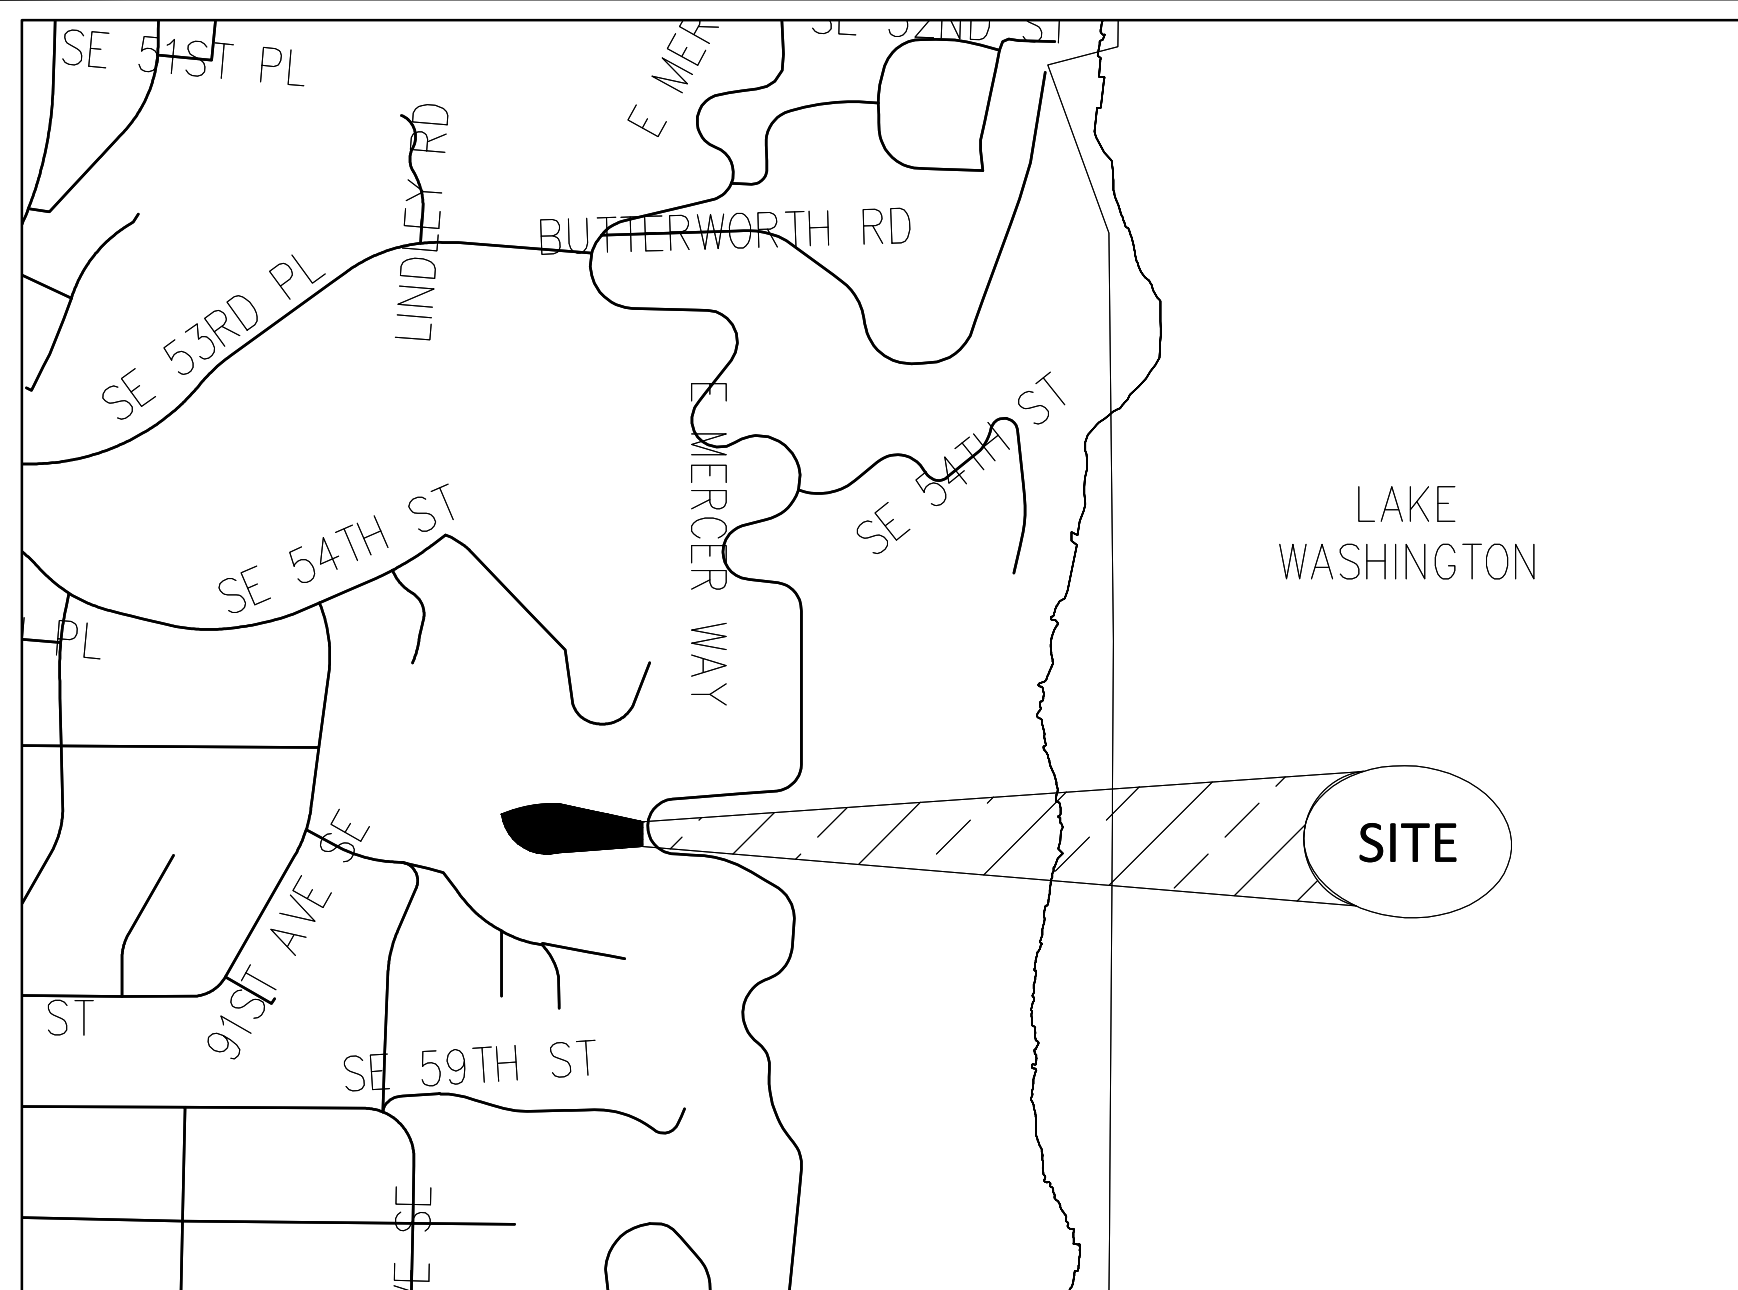 SE 51ST PL
E MER
SE 52ND ST
LINDLEY RD
BUTTERWORTH RD
SE 53RD PL
E MERCER WAY
SE 54TH ST
LAKE
WASHINGTON
SE 54TH ST
PL
SITE
91ST AVE SE
ST
SE 59TH ST
VE SE